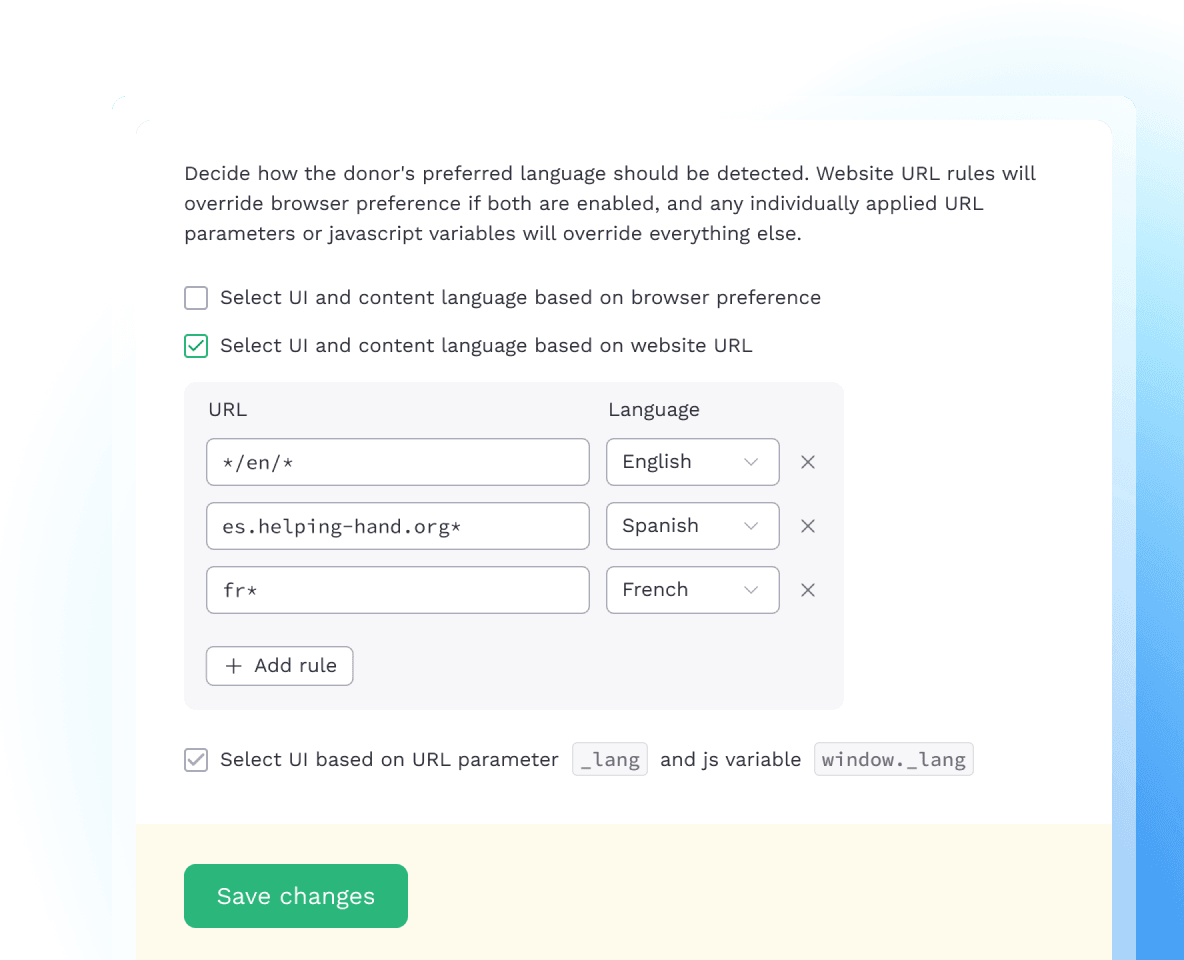 Decide how the donor's preferred language should be detected. Website URL rules will
override browser preference if both are enabled, and any individually applied URL
parameters or javascript variables will override everything else.
Select UI and content language based on browser preference
Select UI and content language based on website URL
URL Language
*/en/* English
es.helping-hand.org* Spanish
fr* French
+ Add rule
Select UI based on URL parameter _lang and js variable window._lang
Save changes